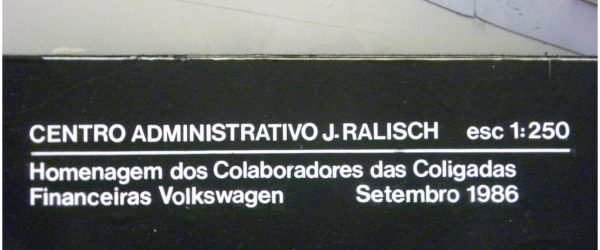 CENTRO ADMINISTRATIVO J. RALISCH esc 1:250
Homenagem dos Colaboradores das Coligadas
Financeiras Volkswagen Setembro 1986